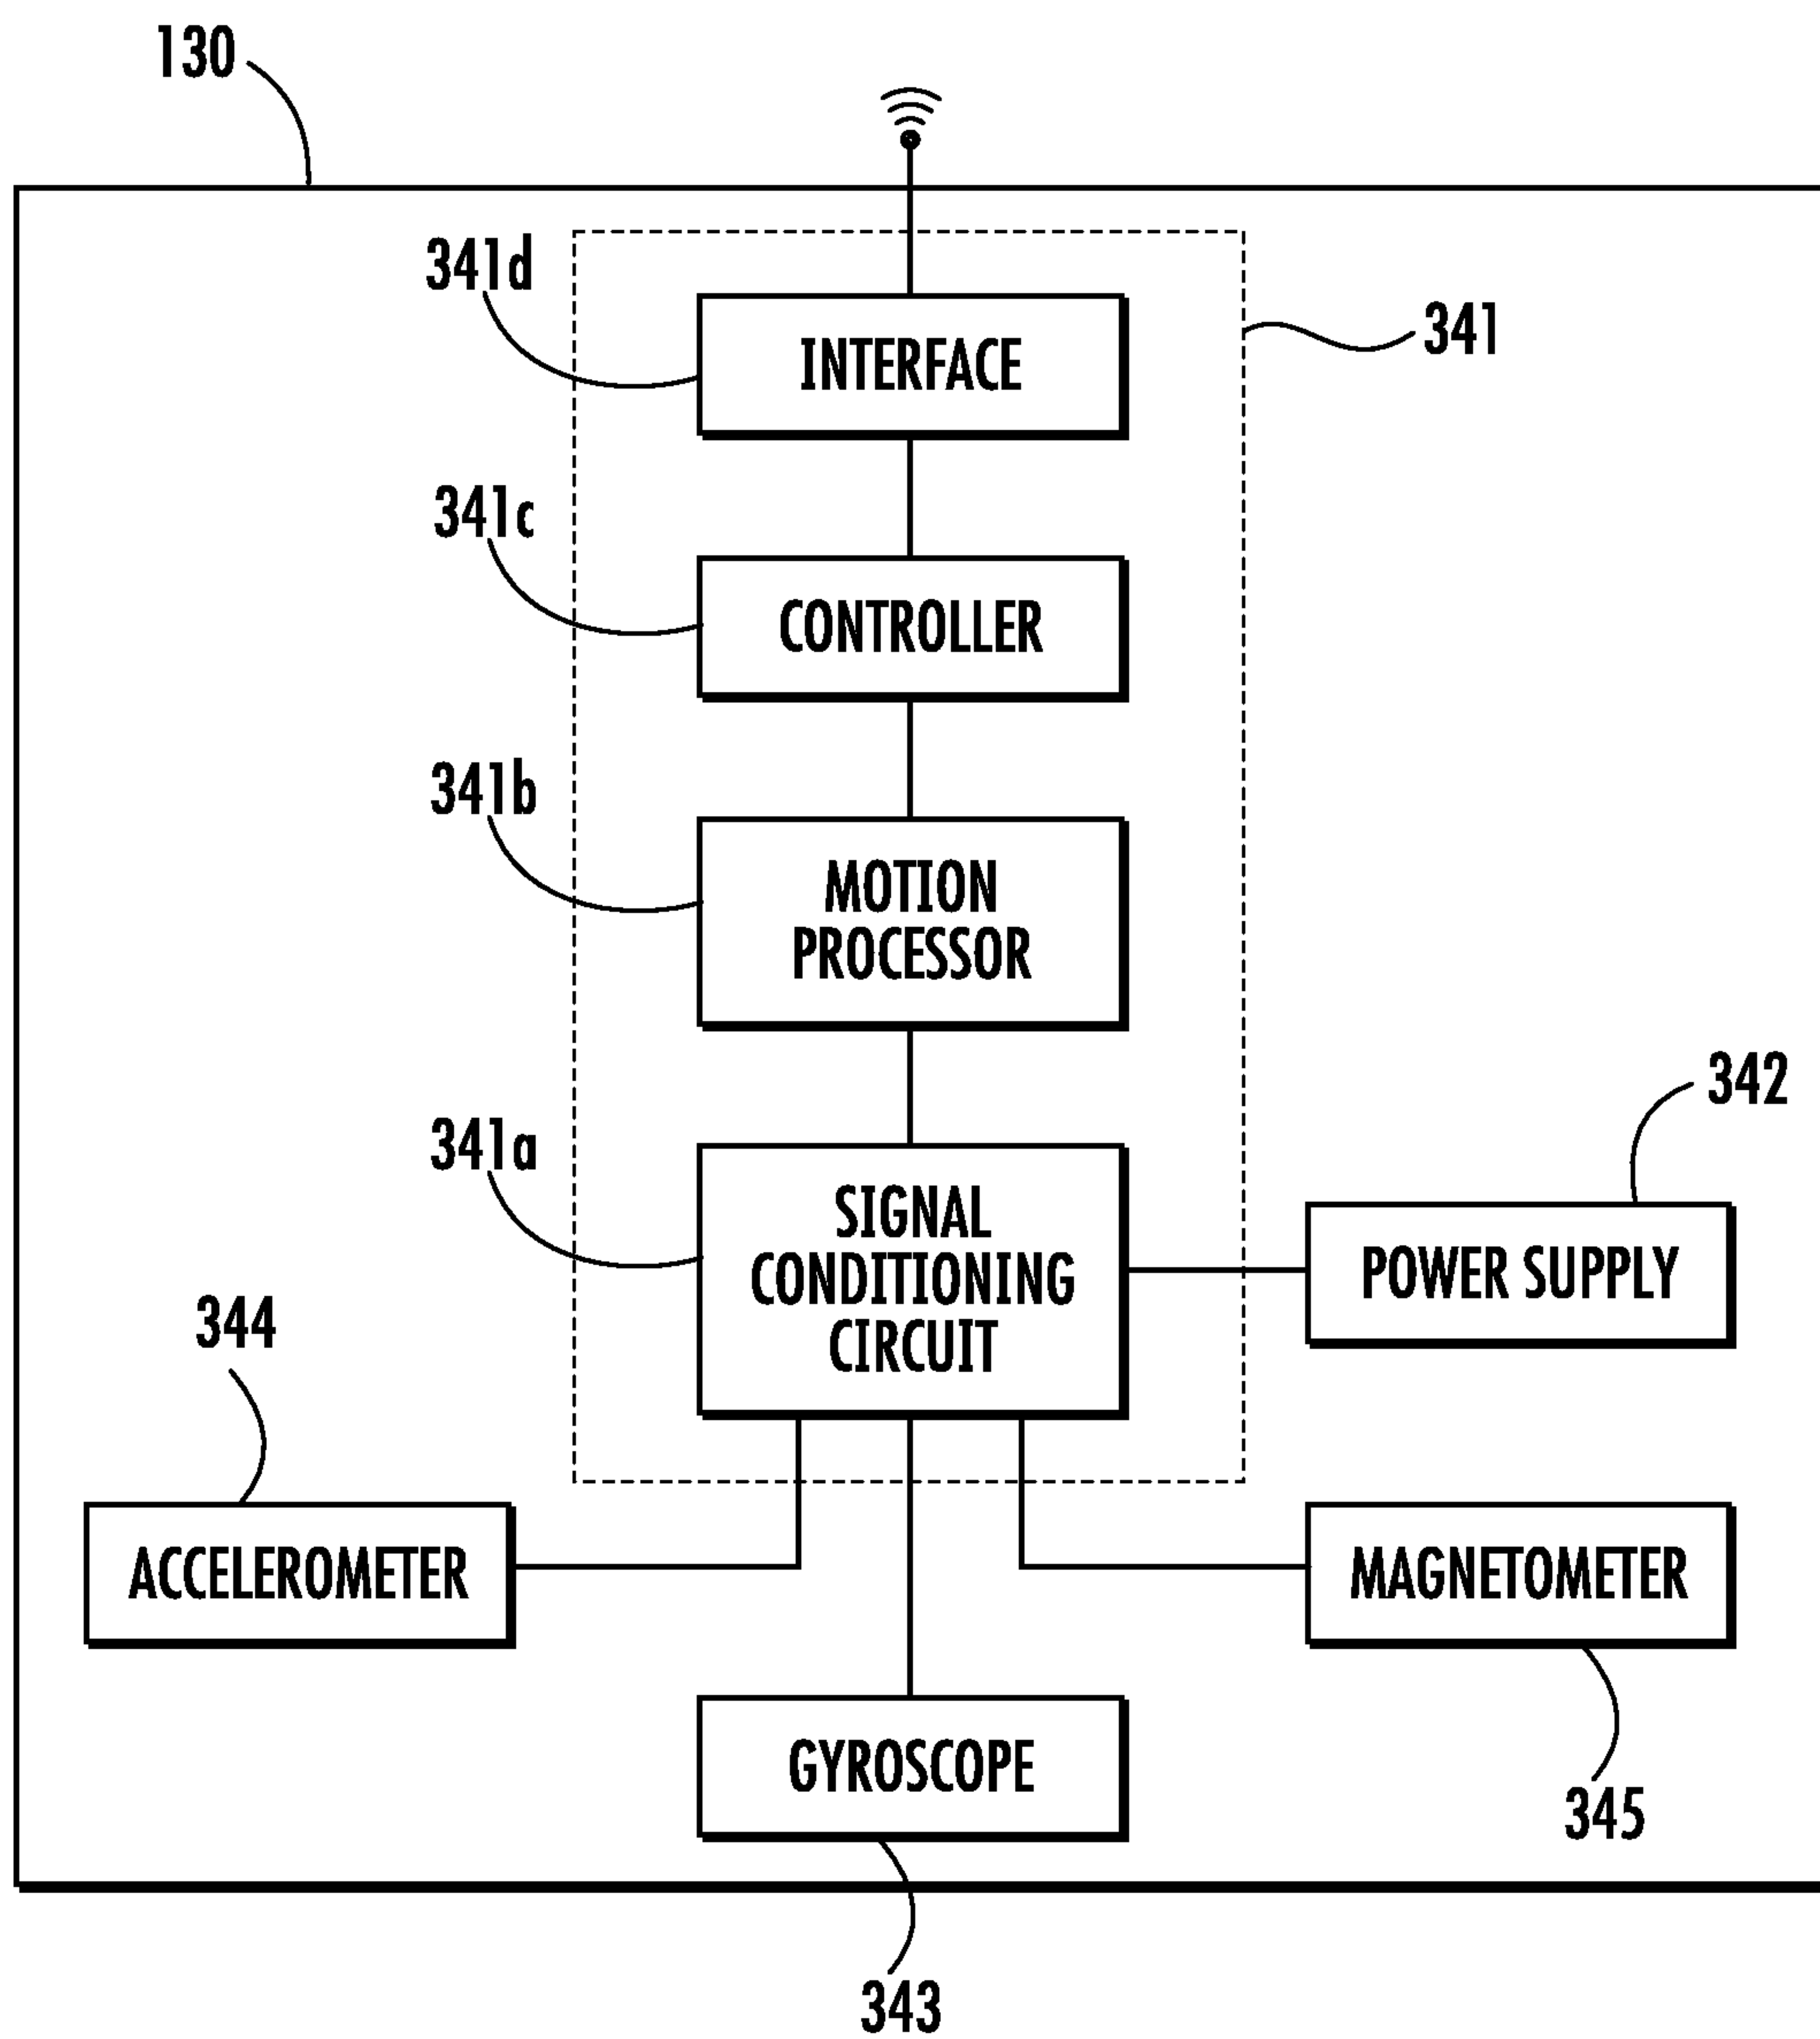 130
341d
INTERFACE
341
341c
CONTROLLER
341b
MOTION
PROCESSOR
342
341a
SIGNAL
CONDITIONING
CIRCUIT
POWER SUPPLY
344
ACCELEROMETER
MAGNETOMETER
GYROSCOPE
345
343